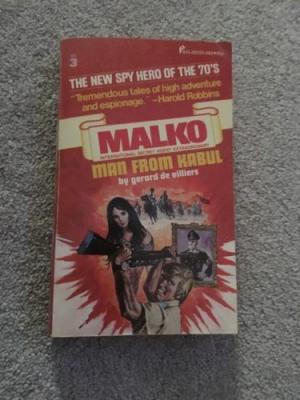 3
THE NEW SPY HERO OF THE 70'S
"Tremendous tales of high adventure
and espionage." —Harold Robbins
MALKO
INTERNATIONAL SECRET AGENT EXTRAORDINARY
MAN FROM KABUL
by gerard de villiers